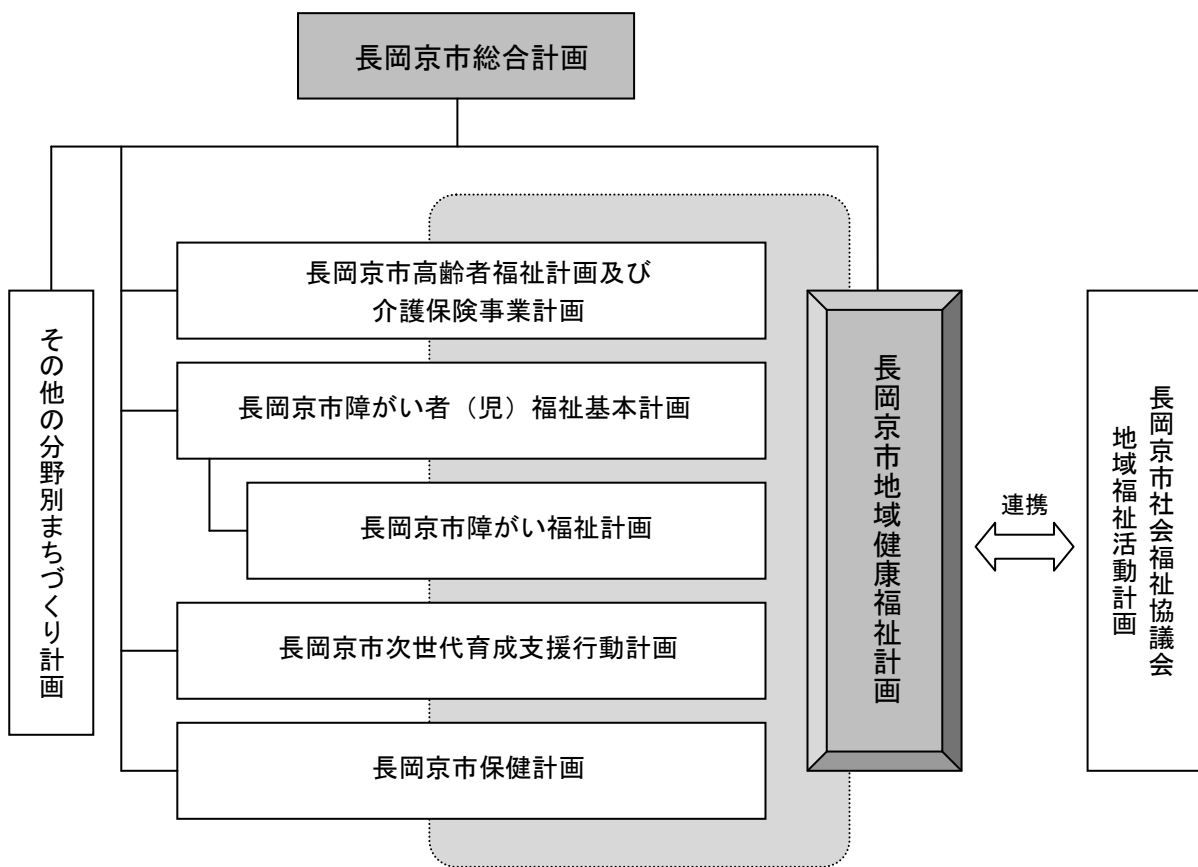 長岡京市総合計画
その他の分野別まちづくり計画
長岡京市高齢者福祉計画及び
介護保険事業計画
長岡京市障がい者（児）福祉基本計画
長岡京市障がい福祉計画
長岡京市次世代育成支援行動計画
長岡京市保健計画
長岡京市地域健康福祉計画
連携
長岡京市社会福祉協議会
地域福祉活動計画